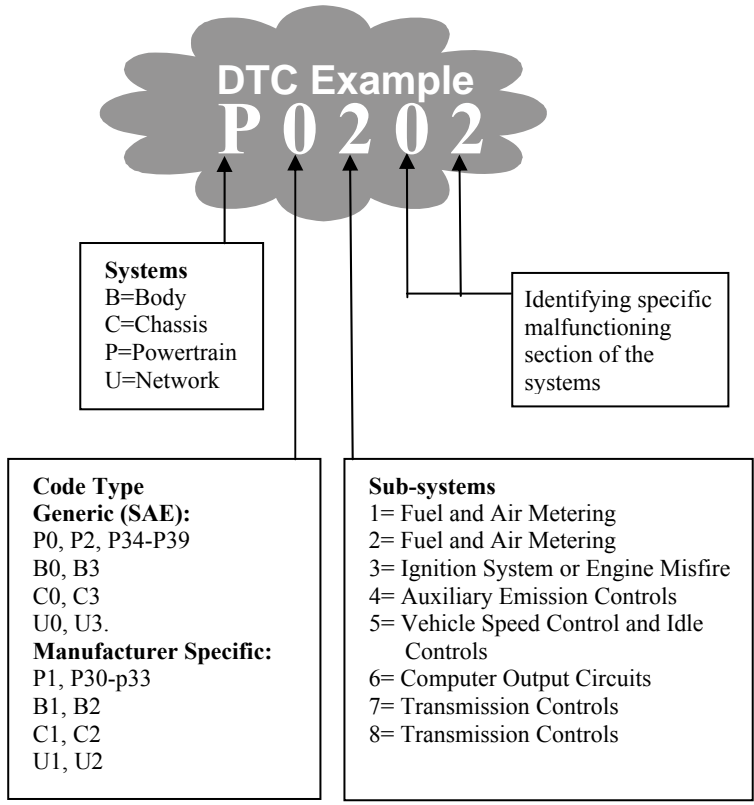 DTC Example
P 0 2 0 2
Systems
B=Body
C=Chassis
P=Powertrain
U=Network
Identifying specific
malfunctioning
section of the
systems
Code Type
Generic (SAE):
P0, P2, P34-P39
B0, B3
C0, C3
U0, U3.
Manufacturer Specific:
P1, P30-p33
B1, B2
C1, C2
U1, U2
Sub-systems
1= Fuel and Air Metering
2= Fuel and Air Metering
3= Ignition System or Engine Misfire
4= Auxiliary Emission Controls
5= Vehicle Speed Control and Idle
Controls
6= Computer Output Circuits
7= Transmission Controls
8= Transmission Controls